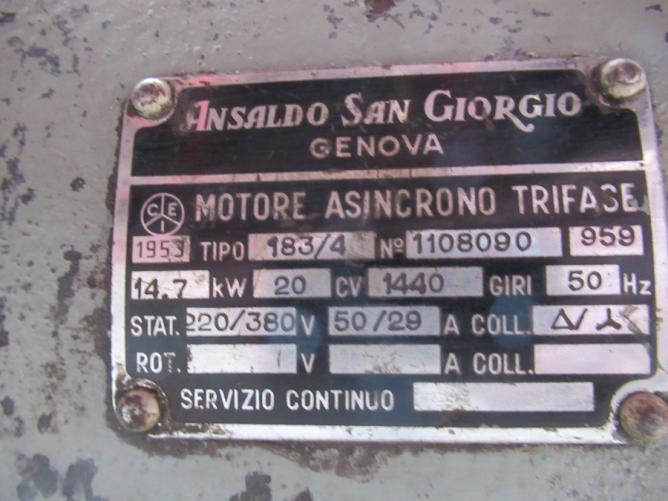 ANSALDO SAN GIORGIO
GENOVA
CEI MOTORE ASINCRONO TRIFASE
1953 TIPO 183/4 Nº 1108090 959
14.7 KW 20 CV 1440 GIRI 50 Hz
STAT. 220/380 V 50/29 A COLL. Δ/
ROT. V A COLL.
SERVIZIO CONTINUO